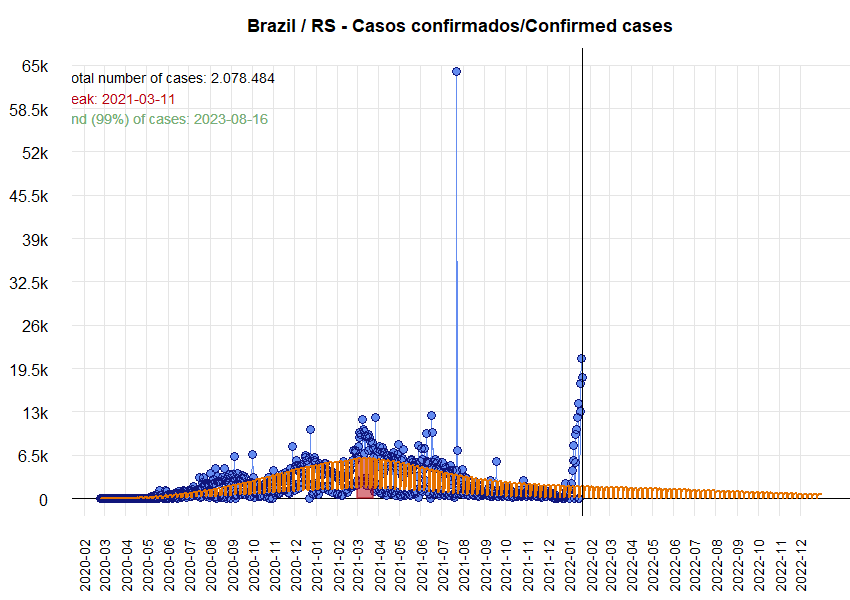 Brazil / RS - Casos confirmados/Confirmed cases
65k
otal number of cases: 2.078.484
eak: 2021-03-11
58.5k
nd (99%) of cases: 2023-08-16
52k
45.5k
39k
32.5k
26k
19.5k
13k
6.5k
0
2020-02
2020-03
2020-04
2020-05
2020-06
2020-07
2020-08
2020-09
2020-10
2020-11
2020-12
2021-01
2021-02
2021-03
2021-04
2021-05
2021-06
2021-07
2021-08
2021-09
2021-10
2021-11
2021-12
2022-01
2022-02
2022-03
2022-04
2022-05
2022-06
2022-07
2022-08
2022-09
2022-10
2022-11
2022-12